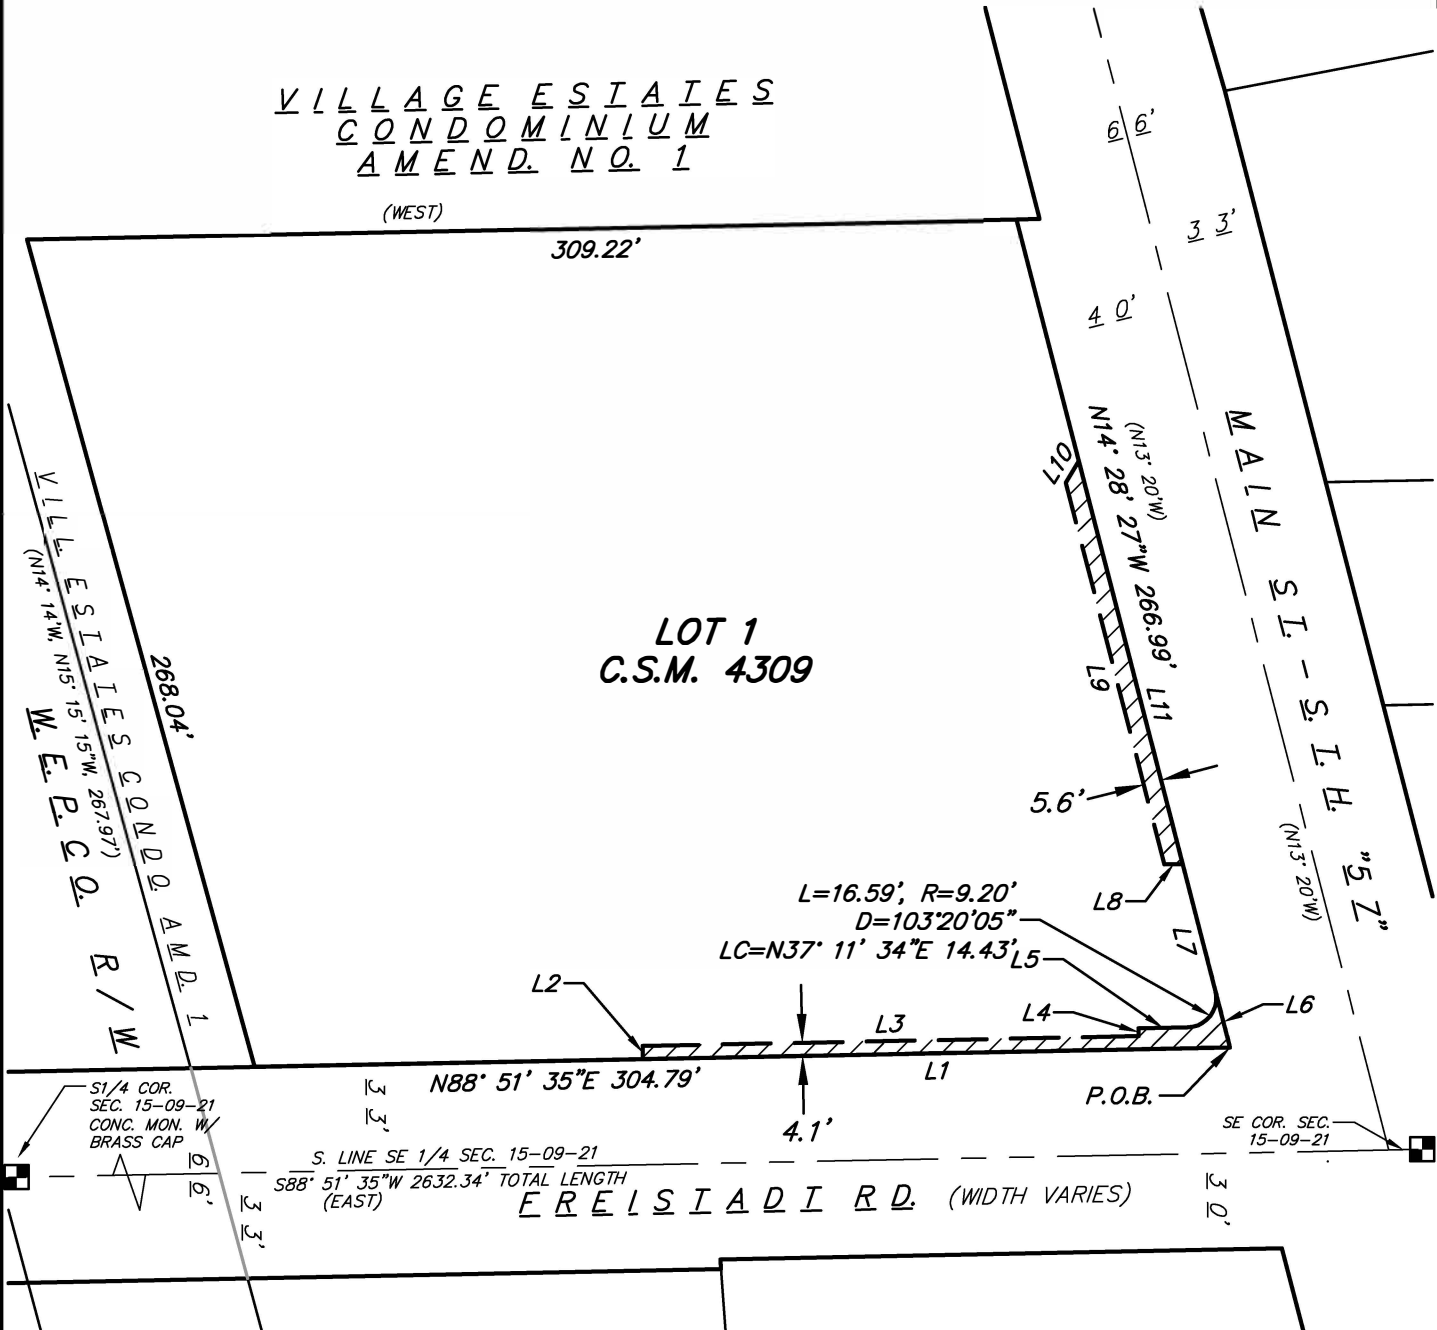 VILLAGE ESTATES
CONDOMINIUM
AMEND. NO. 1
(WEST)
309.22'
66'
33'
40'
(N13° 20'W)
N14° 28' 27"W 266.99'
MAIN ST. - S.T.H. "57"
(N13° 20'W)
L10
L9
L11
5.6'
LOT 1
C.S.M. 4309
268.04'
VILL. ESTATES CONDO. AMD. 1
(N14° 14'W, N15° 15' 15"W, 267.97')
W.E.P.CO. R/W
L=16.59', R=9.20'
D=103°20'05"
LC=N37° 11' 34"E 14.43'
L8
L7
L5
L2
L3
L4
L6
N88° 51' 35"E 304.79'
L1
P.O.B.
4.1'
S1/4 COR.
SEC. 15-09-21
CONC. MON. W/
BRASS CAP
33'
66'
33'
S. LINE SE 1/4 SEC. 15-09-21
S88° 51' 35"W 2632.34' TOTAL LENGTH
(EAST)
FREISTADT RD. (WIDTH VARIES)
30'
SE COR. SEC.
15-09-21